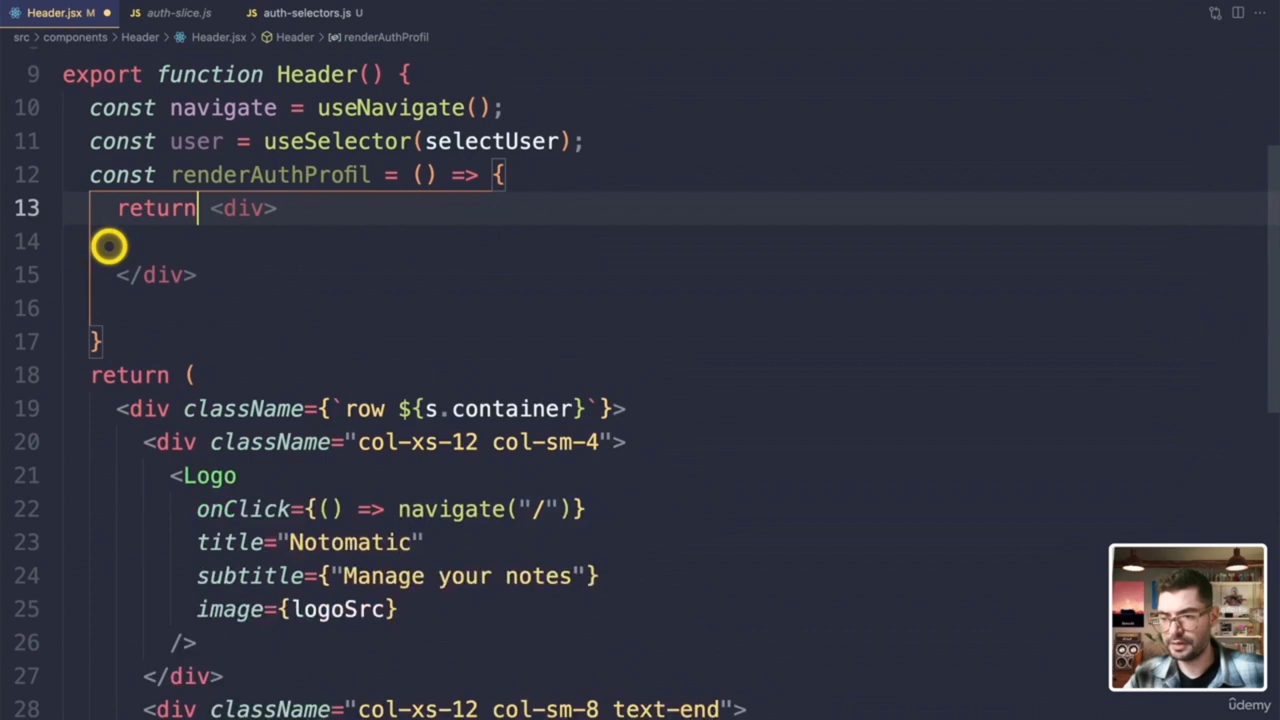 Header.jsx M
JS auth-slice.js
JS auth-selectors.js U
src > components > Header > Header.jsx > Header > renderAuthProfil
9 export function Header() {
10 const navigate = useNavigate();
11 const user = useSelector(selectUser);
12 const renderAuthProfil = () => {
13 return <div>
14
15 </div>
16
17 }
18 return (
19 <div className={`row ${s.container}`}>
20 <div className="col-xs-12 col-sm-4">
21 <Logo
22 onClick={() => navigate("/")}
23 title="Notomatic"
24 subtitle={"Manage your notes"}
25 image={logoSrc}
26 />
27 </div>
28 <div className="col-xs-12 col-sm-8 text-end">
ûdemy